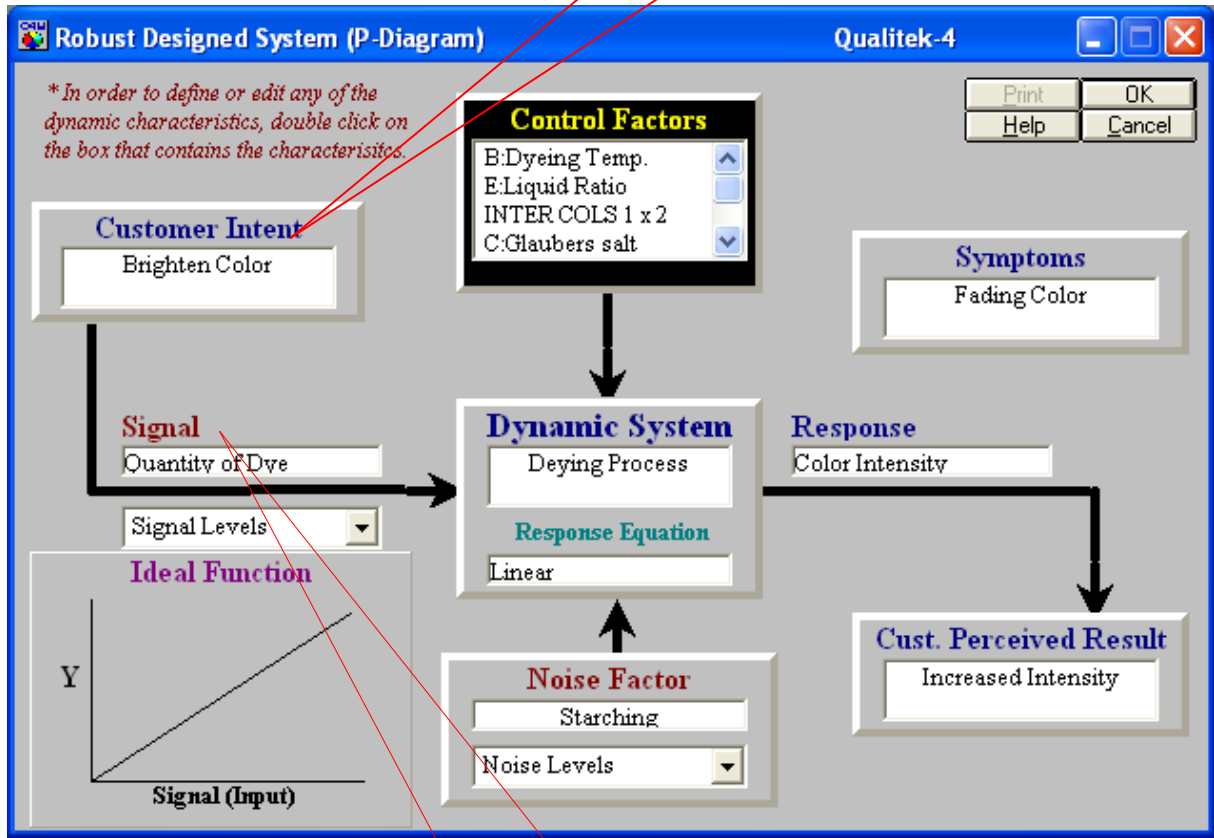 Robust Designed System (P-Diagram) Qualitek-4
* In order to define or edit any of the
dynamic characteristics, double click on
the box that contains the characterisitcs.
Print OK
Help Cancel
Control Factors
B:Dyeing Temp.
E:Liquid Ratio
INTER COLS 1 x 2
C:Glaubers salt
Customer Intent
Brighten Color
Symptoms
Fading Color
Signal
Quantity of Dye
Signal Levels
Dynamic System
Deying Process
Response Equation
Linear
Response
Color Intensity
Ideal Function
Y
Signal (Input)
Noise Factor
Starching
Noise Levels
Cust. Perceived Result
Increased Intensity